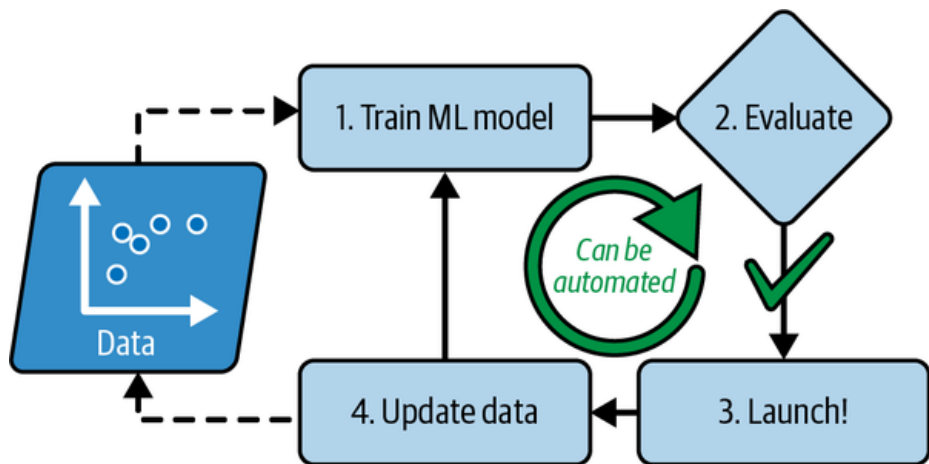 1. Train ML model
2. Evaluate
Can be
automated
Data
4. Update data
3. Launch!